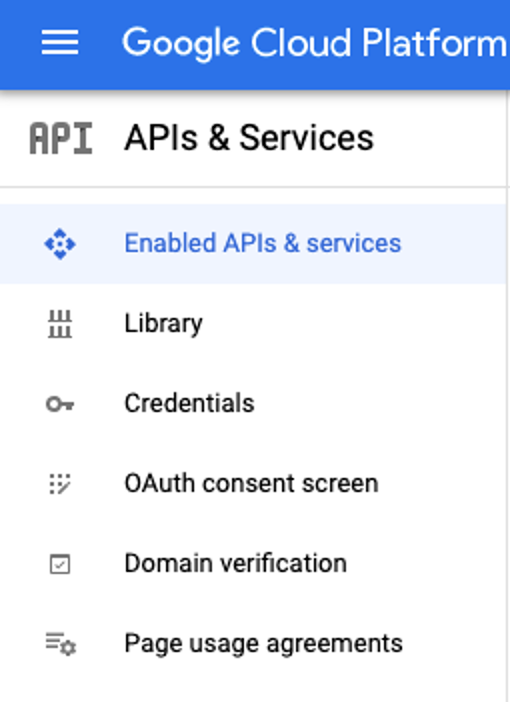 Google Cloud Platform
API APIs & Services
Enabled APIs & services
Library
Credentials
OAuth consent screen
Domain verification
Page usage agreements